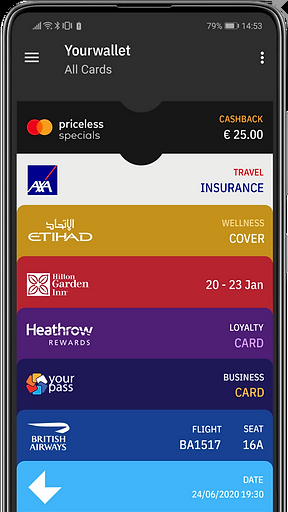 79% 14:53
Yourwallet
All Cards
priceless
specials
CASHBACK
€ 25.00
AXA
TRAVEL
INSURANCE
الإتحاد
ETIHAD
WELLNESS
COVER
Hilton
Garden
Inn
20 - 23 Jan
Heathrow
REWARDS
LOYALTY
CARD
your
pass
BUSINESS
CARD
BRITISH
AIRWAYS
FLIGHT SEAT
BA1517 16A
DATE
24/06/2020 19:30